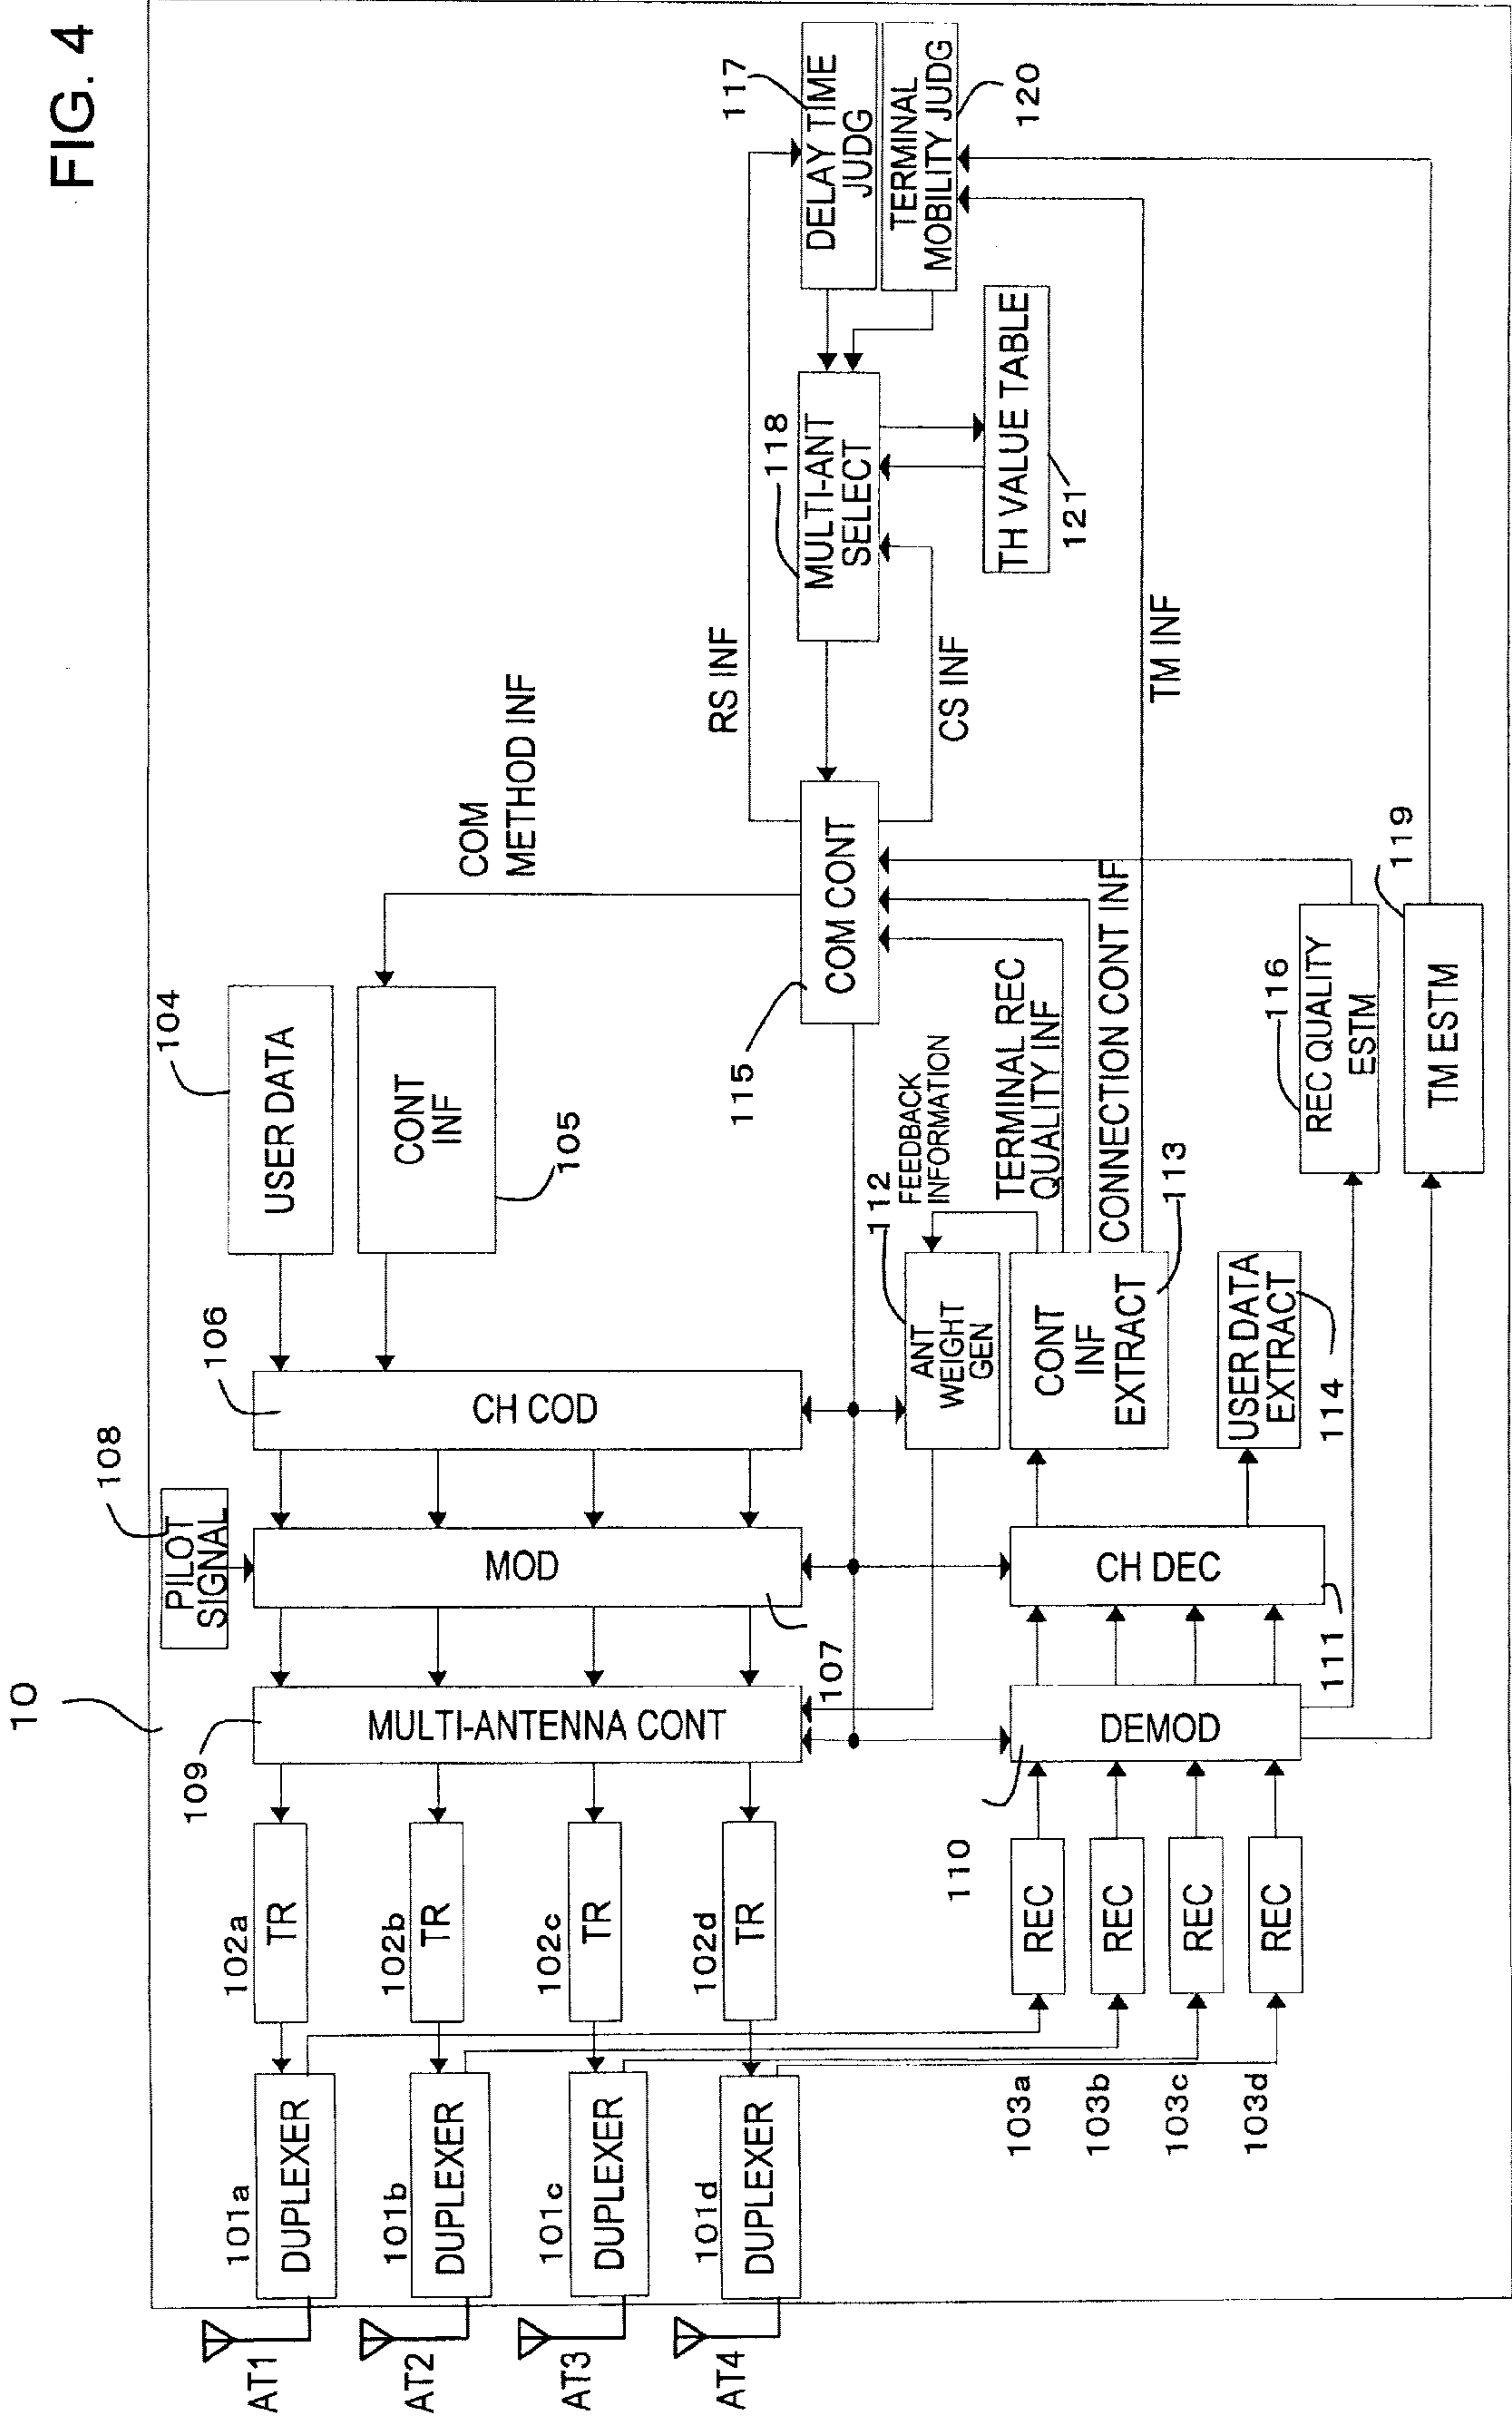 FIG. 4
10
AT1
AT2
AT3
AT4
101a
DUPLEXER
101b
DUPLEXER
101c
DUPLEXER
101d
DUPLEXER
102a
TR
102b
TR
102c
TR
102d
TR
109
MULTI-ANTENNA CONT
107
108
PILOT
SIGNAL
MOD
106
CH COD
104
USER DATA
CONT
INF
105
COM
METHOD INF
103a
103b
103c
103d
REC
REC
REC
REC
110
DEMOD
111
CH DEC
112
ANT
WEIGHT
GEN
FEEDBACK
INFORMATION
CONT
INF
EXTRACT
113
USER DATA
EXTRACT
114
TERMINAL REC
QUALITY INF
CONNECTION CONT INF
115
COM CONT
116
REC QUALITY
ESTM
119
TM ESTM
RS INF
CS INF
TM INF
118
MULTI-ANT
SELECT
TH VALUE TABLE
121
117
DELAY TIME
JUDG
TERMINAL
MOBILITY JUDG
120